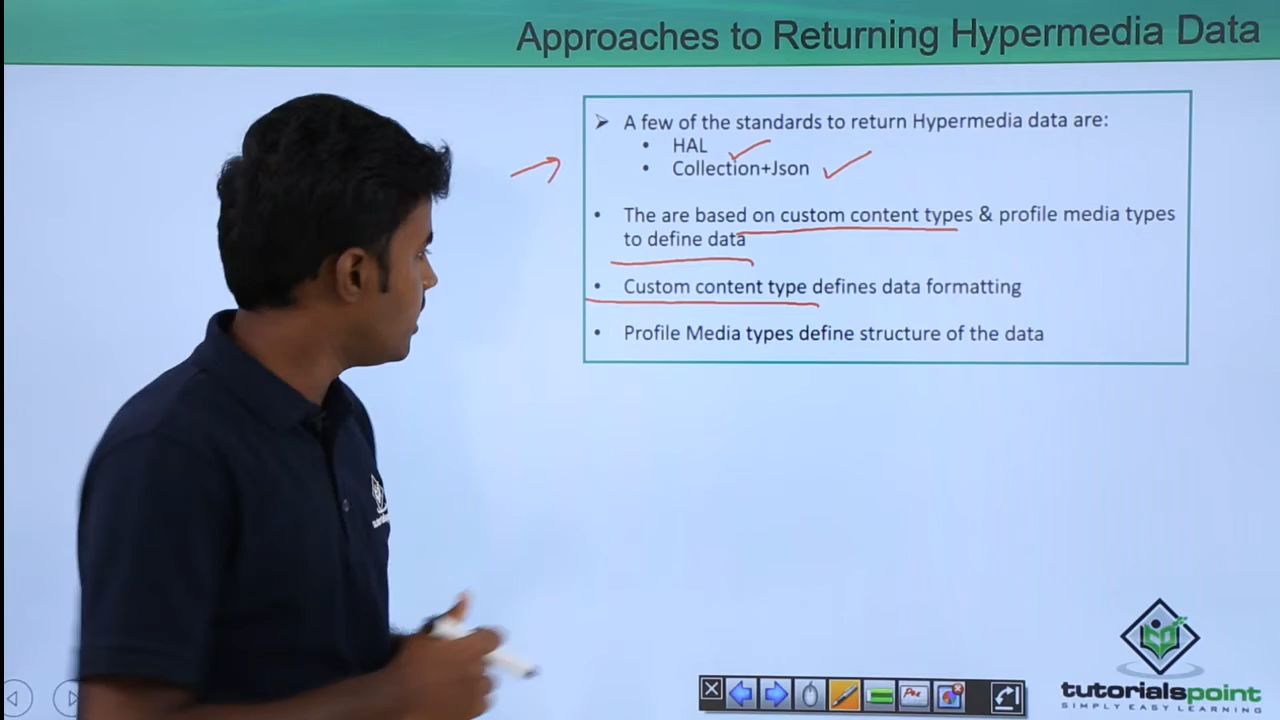 Approaches to Returning Hypermedia Data
➢ A few of the standards to return Hypermedia data are:
• HAL
• Collection+Json
• The are based on custom content types & profile media types
to define data
• Custom content type defines data formatting
• Profile Media types define structure of the data
Pen
tutorialspoint
SIMPLY EASY LEARNING